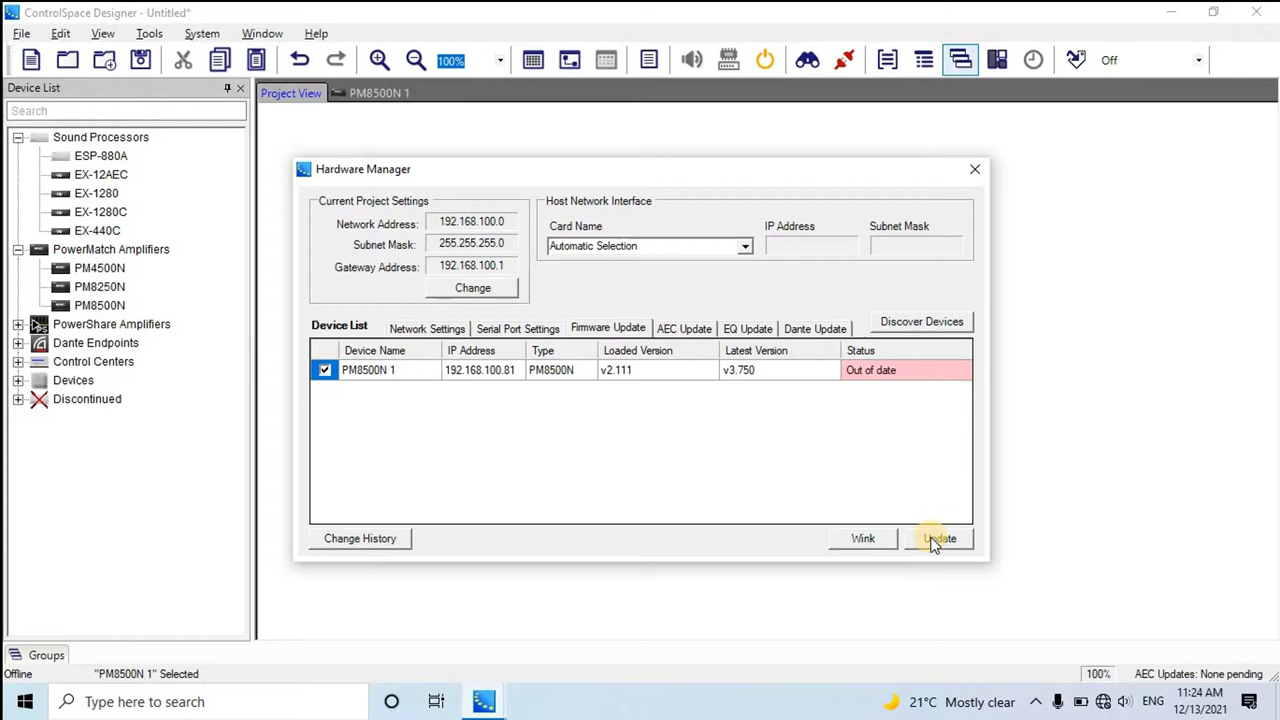 ControlSpace Designer - Untitled*
File Edit View Tools System Window Help
100% Off
Device List
Project View PM8500N 1
Search
Sound Processors
ESP-880A
EX-12AEC
EX-1280
EX-1280C
EX-440C
PowerMatch Amplifiers
PM4500N
PM8250N
PM8500N
PowerShare Amplifiers
Dante Endpoints
Control Centers
Devices
Discontinued
Hardware Manager
Current Project Settings
Network Address: 192.168.100.0
Subnet Mask: 255.255.255.0
Gateway Address: 192.168.100.1
Change
Host Network Interface
Card Name IP Address Subnet Mask
Automatic Selection
Discover Devices
Device List Network Settings Serial Port Settings Firmware Update AEC Update EQ Update Dante Update
Device Name IP Address Type Loaded Version Latest Version Status
PM8500N 1 192.168.100.81 PM8500N v2.111 v3.750 Out of date
Change History Wink Update
Groups
Offline "PM8500N 1" Selected 100% AEC Updates: None pending
Type here to search 21°C Mostly clear ENG 11:24 AM
12/13/2021